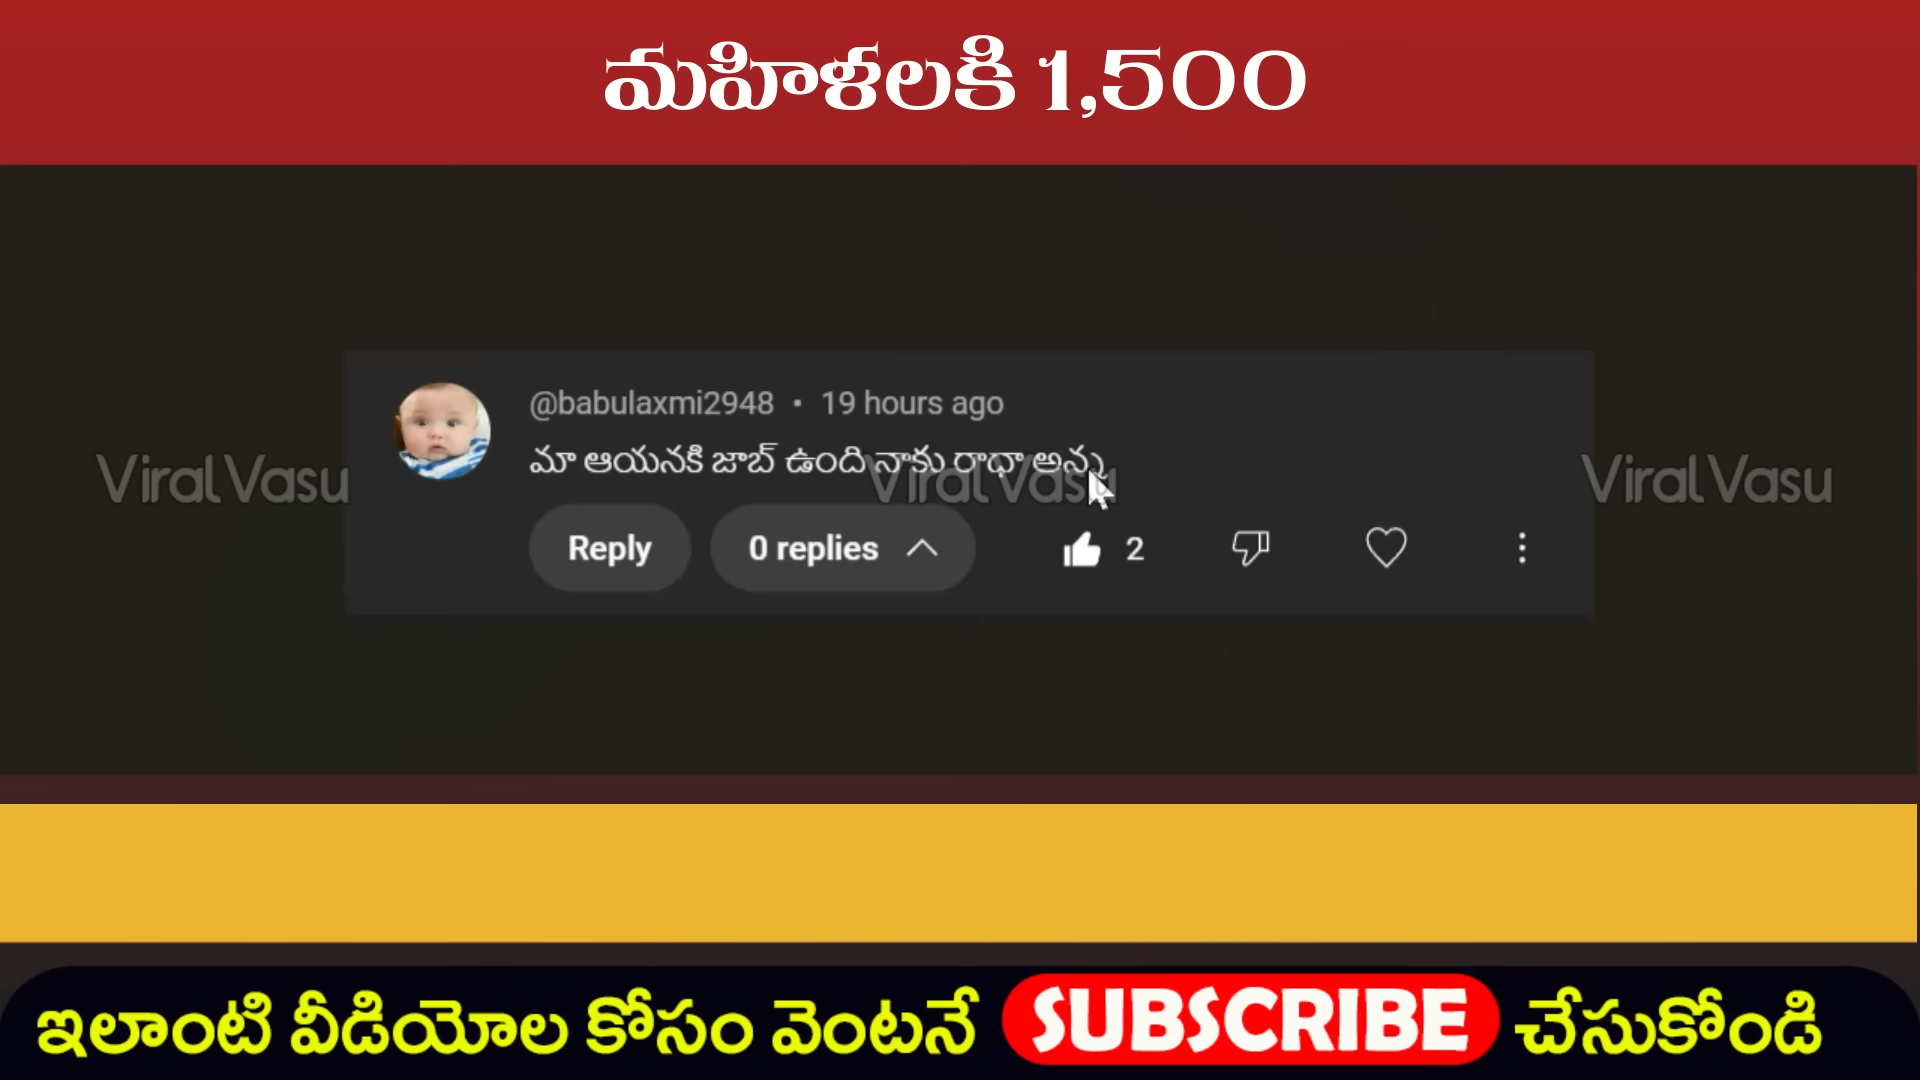 మహిళలకి 1,500
@babulaxmi2948 • 19 hours ago
మా ఆయనకి జాబ్ ఉంది నాకు రాధా అన్న
Viral Vasu Viral Vasu Viral Vasu
Reply 0 replies 2
ఇలాంటి వీడియోల కోసం వెంటనే SUBSCRIBE చేసుకోండి